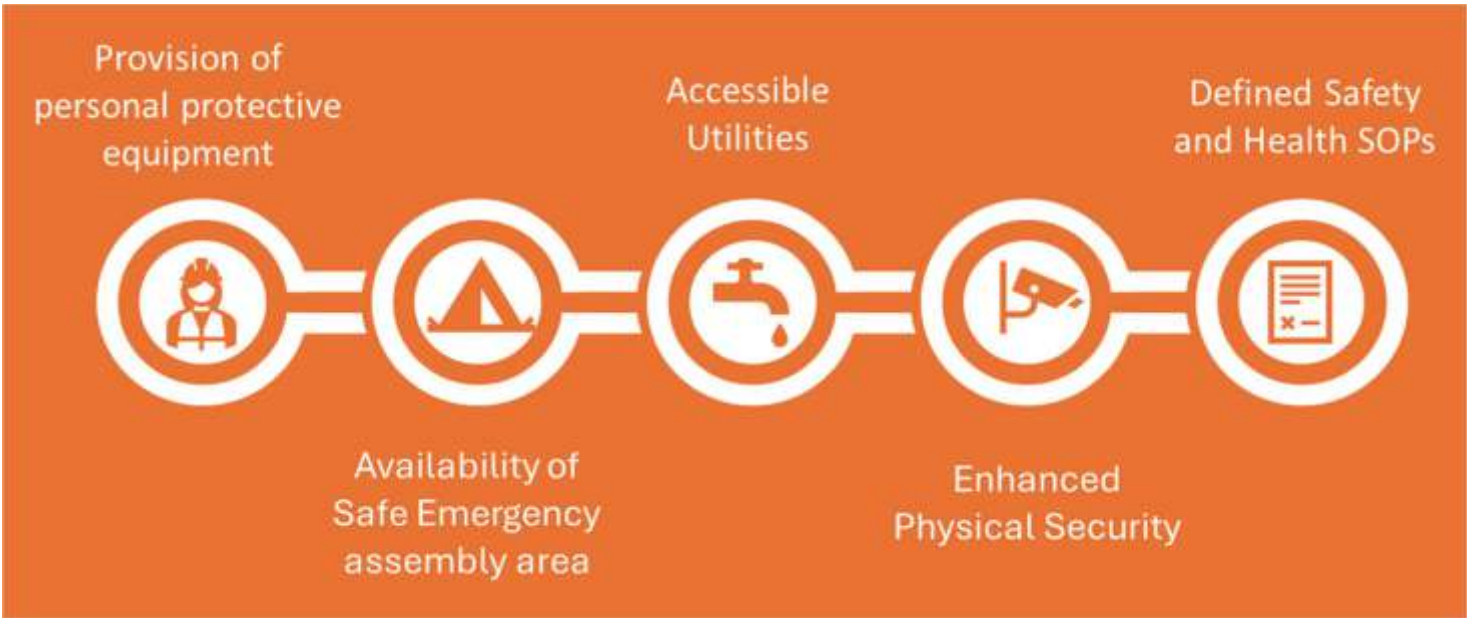 Provision of
personal protective
equipment
Availability of
Safe Emergency
assembly area
Accessible
Utilities
Enhanced
Physical Security
Defined Safety
and Health SOPs